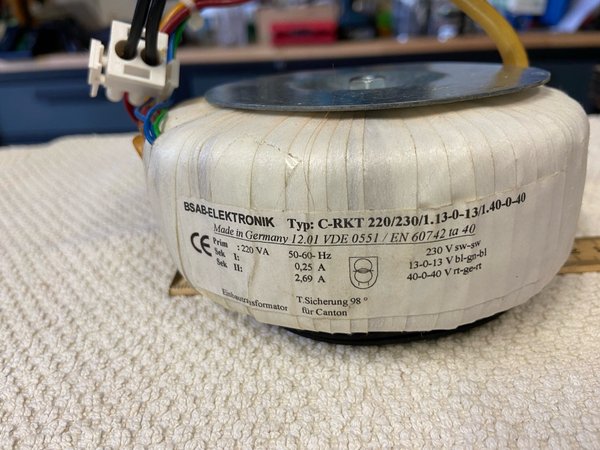 BSAB-ELEKTRONIK Typ: C-RKT 220/230/1.13-0-13/1.40-0-40
Made in Germany 12.01 VDE 0551 / EN 60742 ta 40
CE Prim : 220 VA 50-60- Hz 230 V sw-sw
Sek I: 0,25 A 13-0-13 V bl-gn-bl
Sek II: 2,69 A 40-0-40 V rt-ge-rt
Einbautransformator T.Sicherung 98 °
für Canton